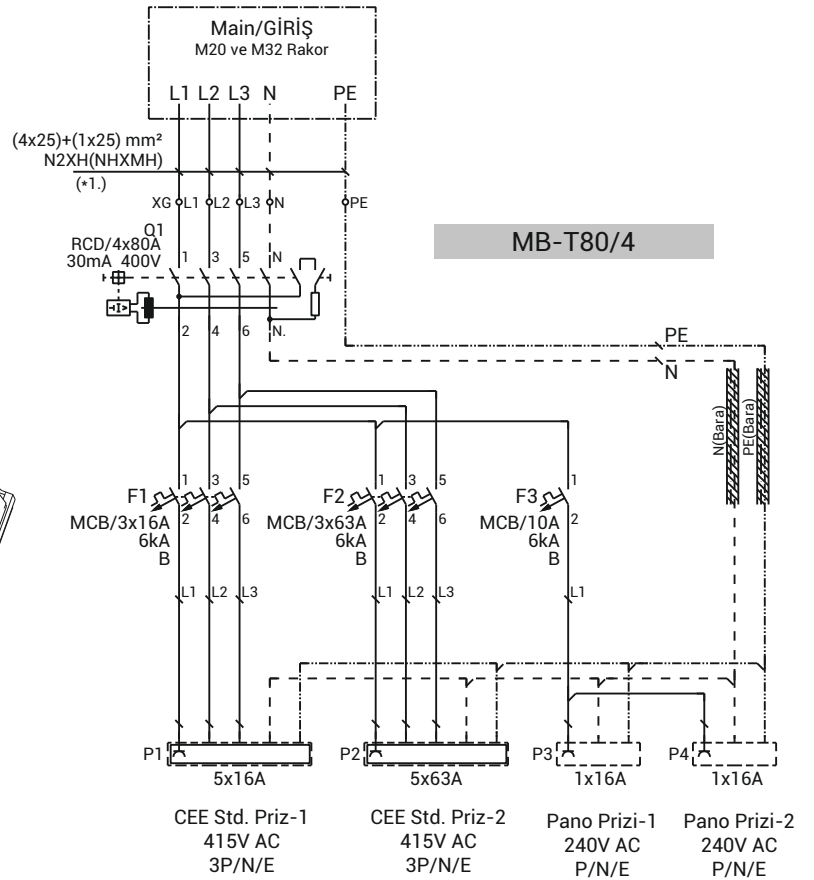 Main/GİRİŞ
M20 ve M32 Rakor
L1 L2 L3 N PE
(4x25)+(1x25) mm²
N2XH(NHXMH)
(*1.)
XG L1 L2 L3 N PE
MB-T80/4
Q1
RCD/4x80A
30mA 400V
1 3 5 N
2 4 6 N.
PE
N
N(Bara)
PE(Bara)
F1
MCB/3x16A
6kA
B
1 3 5
2 4 6
F2
MCB/3x63A
6kA
B
1 3 5
2 4 6
F3
MCB/10A
6kA
B
1
2
L1 L2 L3 L1 L2 L3 L1
P1 P2 P3 P4
5x16A 5x63A 1x16A 1x16A
CEE Std. Priz-1
415V AC
3P/N/E
CEE Std. Priz-2
415V AC
3P/N/E
Pano Prizi-1
240V AC
P/N/E
Pano Prizi-2
240V AC
P/N/E